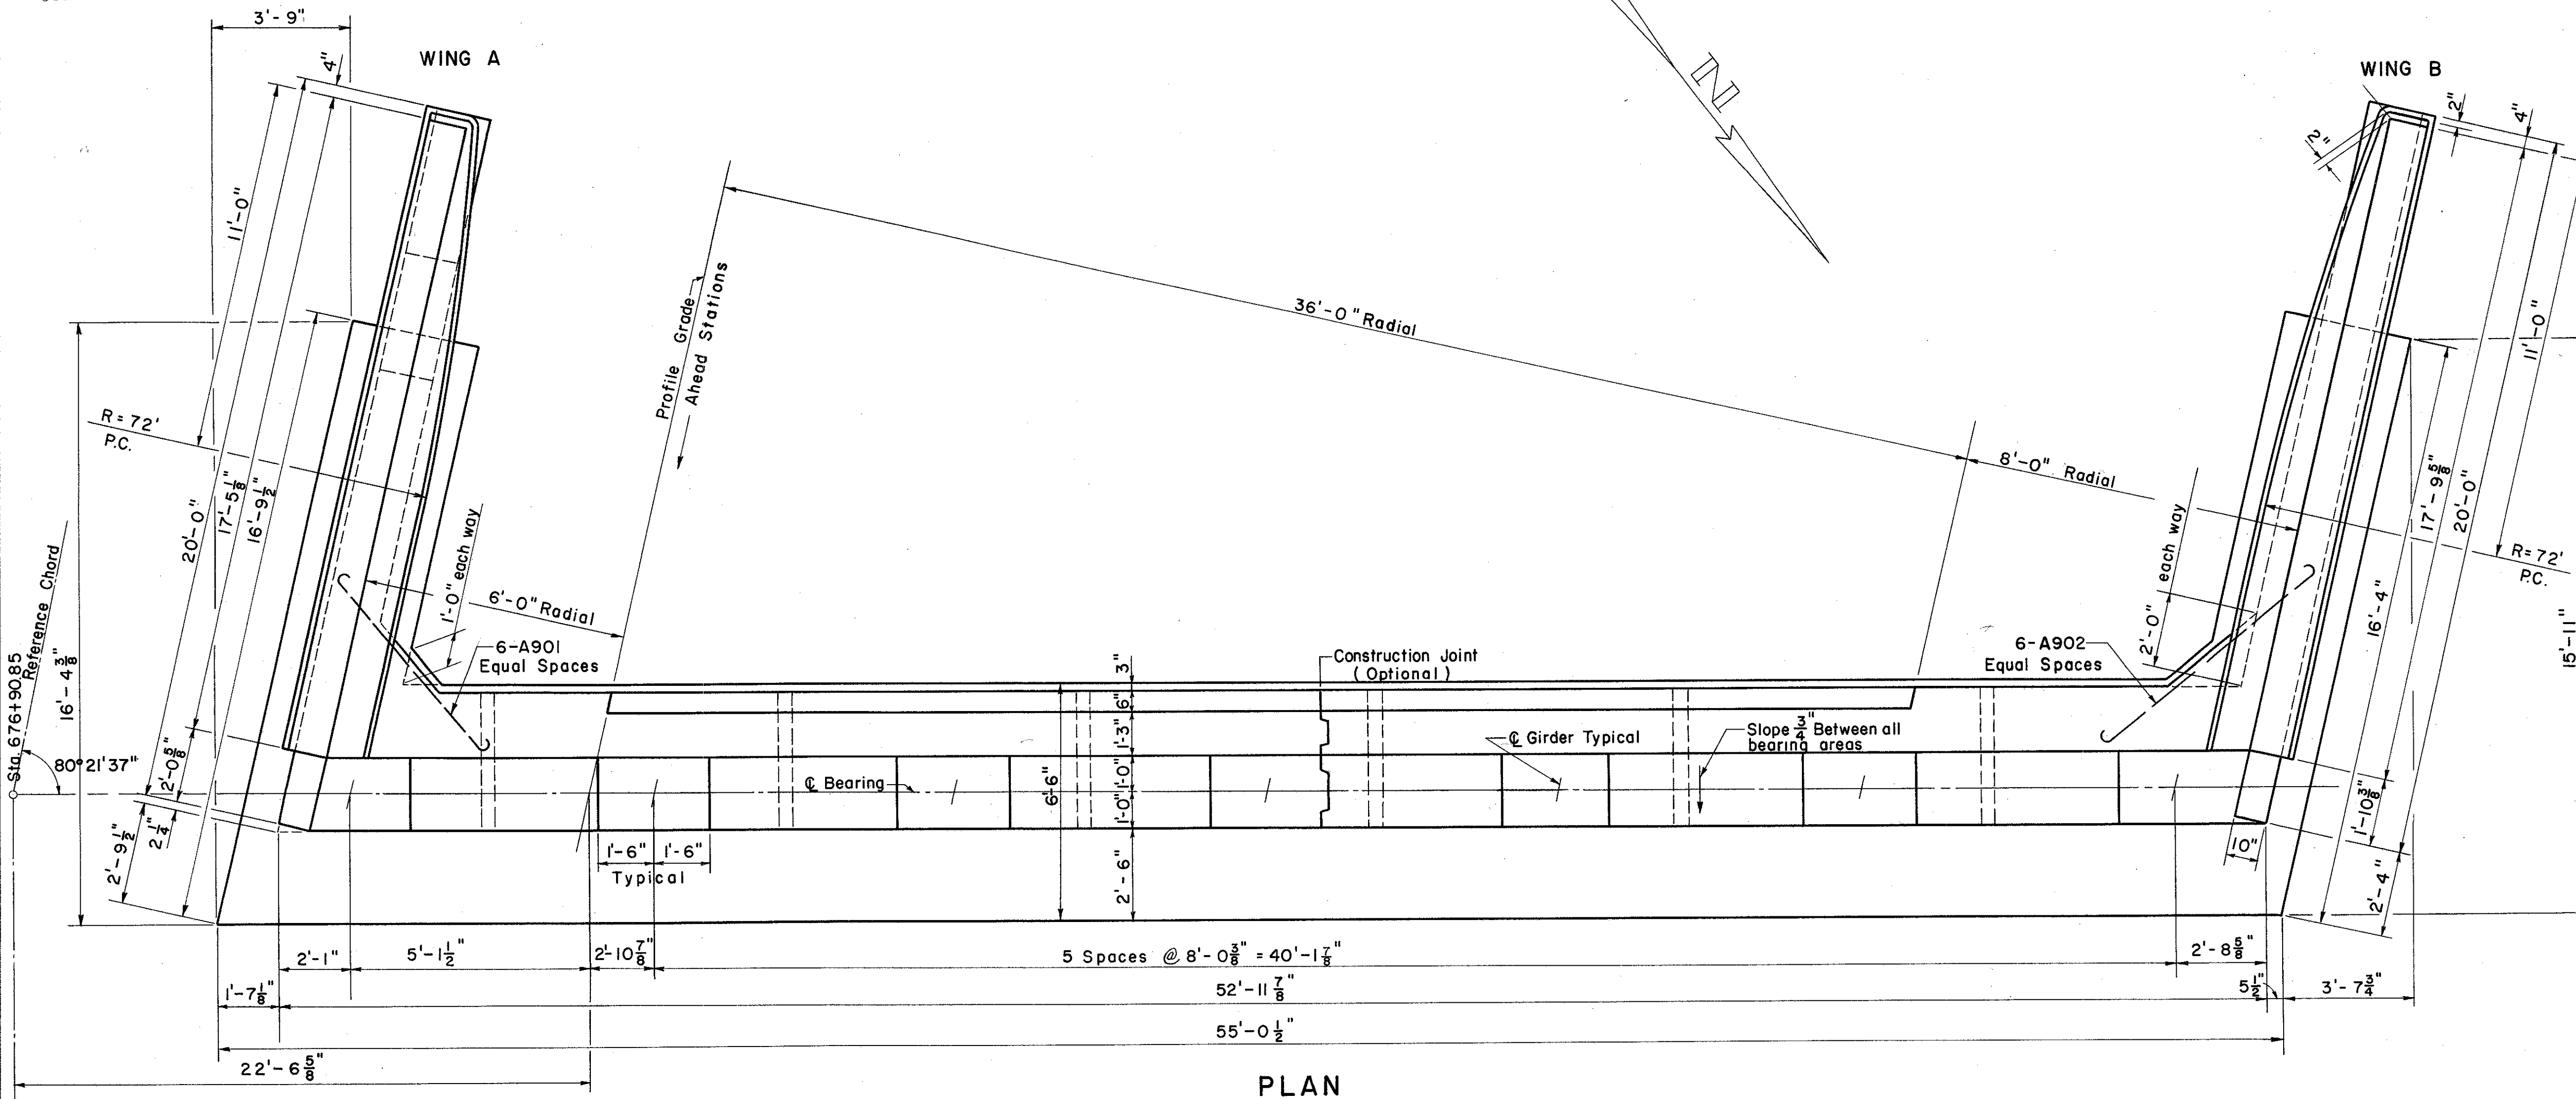 3'-9"
WING A
4"
11'-0"
20'-0"
17'-5 1/8"
16'-9 1/2"
R = 72'
P.C.
16'-4 3/8"
Reference Chord
Sta. 676+90.85
80° 21' 37"
2'-0 5/8"
2'-9 1/2"
2 1/4"
1'-0" each way
6'-0" Radial
6-A901
Equal Spaces
Profile Grade
Ahead Stations
N
36'-0" Radial
8'-0" Radial
WING B
2"
2"
4"
11'-0"
17'-9 5/8"
20'-0"
16'-4"
R = 72'
P.C.
15'-11"
2'-0" each way
6-A902
Equal Spaces
Construction Joint
(Optional)
3"
6"
1'-3"
1'-0"
1'-0"
6'-6"
2'-6"
℄ Bearing
℄ Girder Typical
Slope 3/4" Between all
bearing areas
1'-6"
1'-6"
Typical
10"
1'-10 3/8"
2'-4"
2'-1"
5'-1 1/2"
2'-10 7/8"
5 Spaces @ 8'-0 3/8" = 40'-1 7/8"
2'-8 5/8"
1'-7 1/8"
52'-11 7/8"
5 1/2"
3'-7 3/4"
55'-0 1/2"
22'-6 5/8"
PLAN